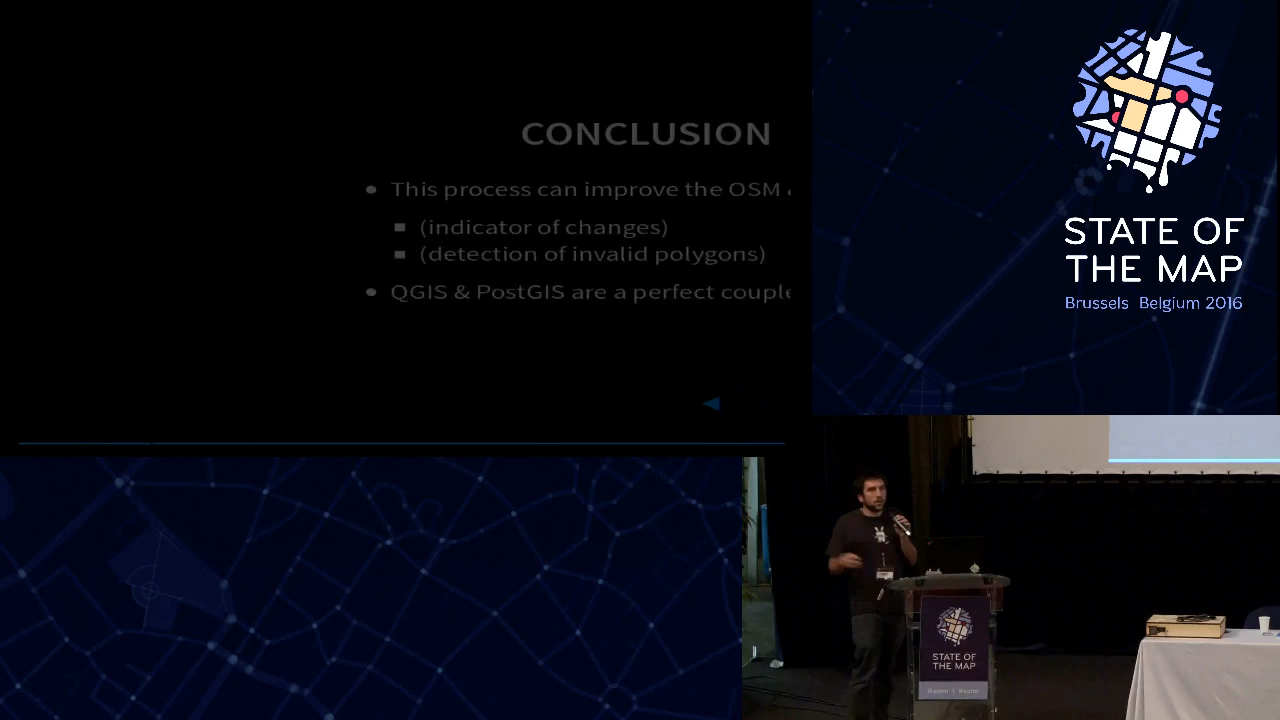 CONCLUSION
This process can improve the OSM
(indicator of changes)
(detection of invalid polygons)
QGIS & PostGIS are a perfect couple
STATE OF
THE MAP
Brussels Belgium 2016
STATE OF
THE MAP